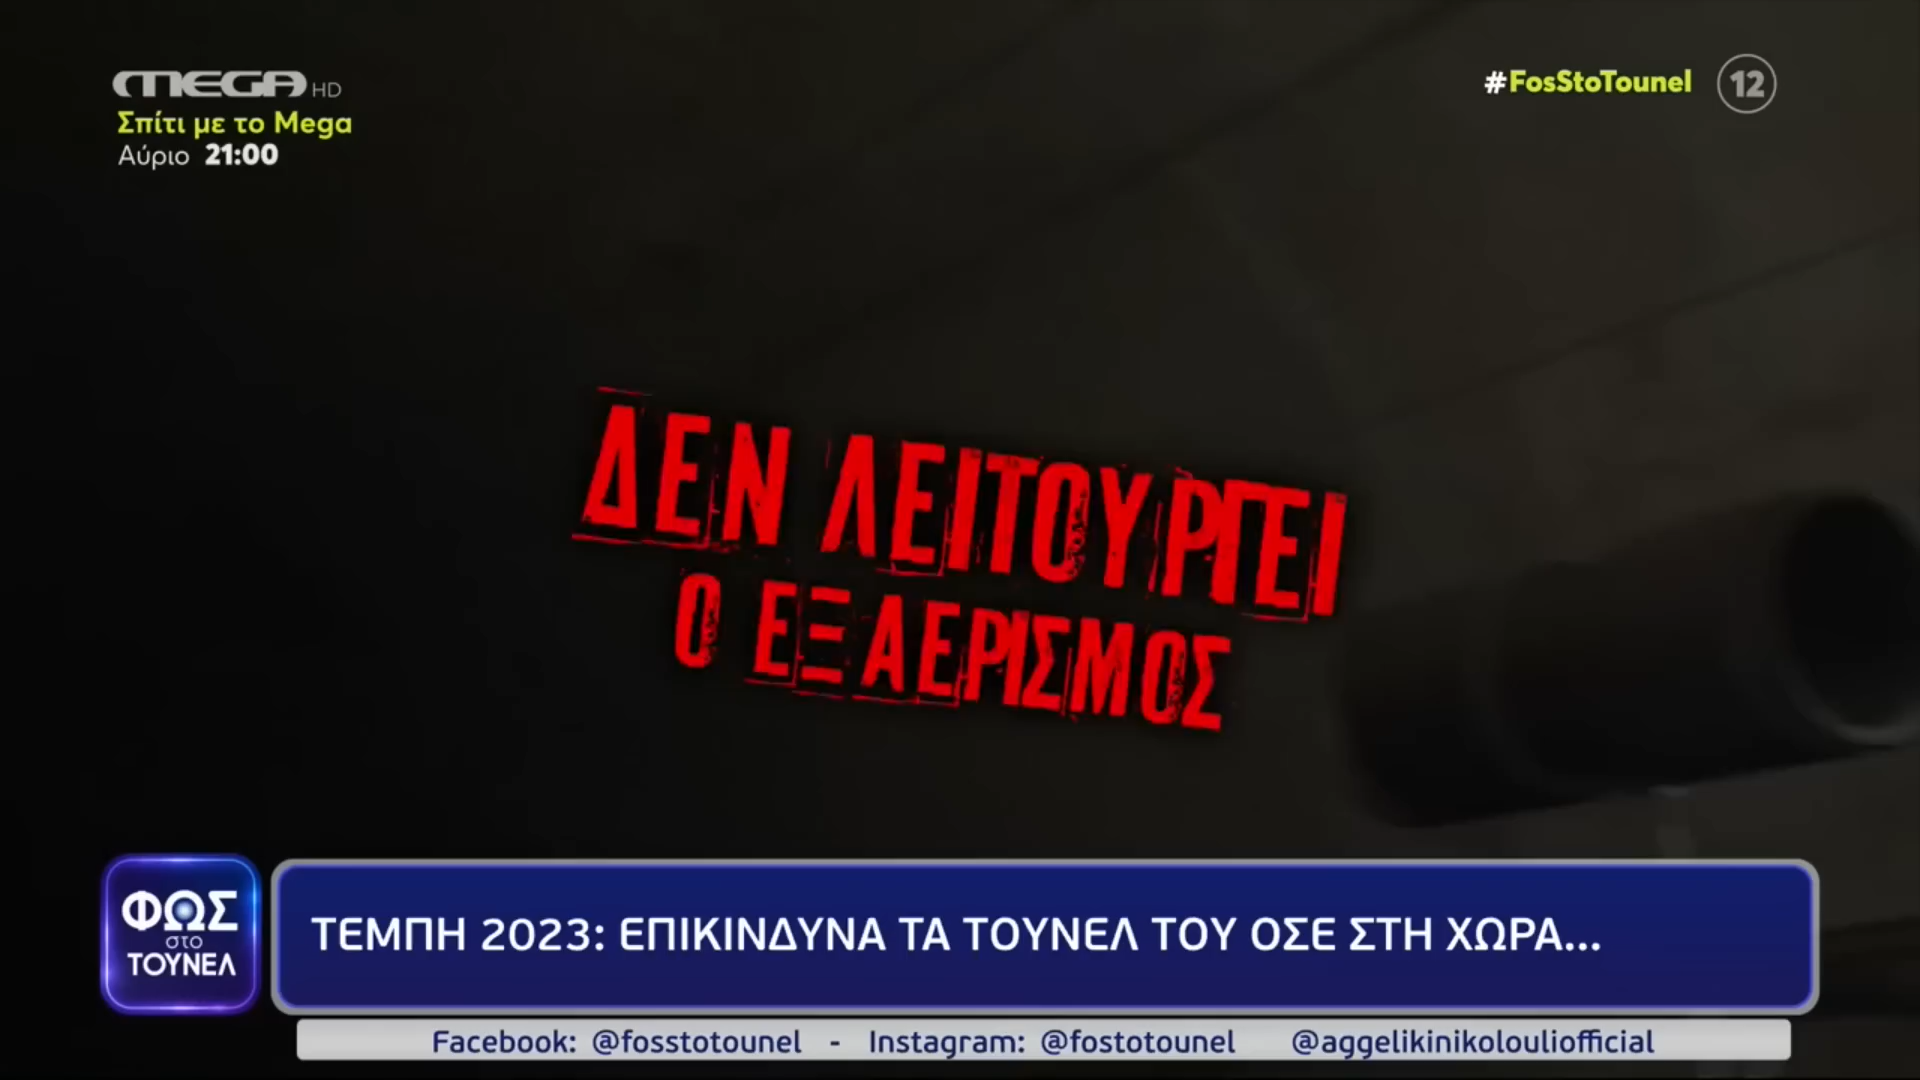 MEGA HD
Σπίτι με το Mega
Αύριο 21:00
#FosStoTounel 12
ΔΕΝ ΛΕΙΤΟΥΡΓΕΙ
Ο ΕΞΑΕΡΙΣΜΟΣ
ΦΩΣ
στο
ΤΟΥΝΕΛ
ΤΕΜΠΗ 2023: ΕΠΙΚΙΝΔΥΝΑ ΤΑ ΤΟΥΝΕΛ ΤΟΥ ΟΣΕ ΣΤΗ ΧΩΡΑ...
Facebook: @fosstotounel - Instagram: @fostotounel @aggelikinikolouliofficial